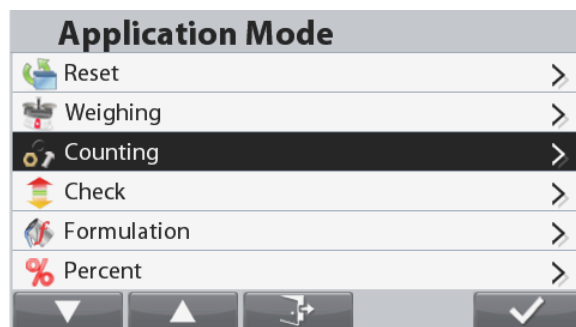 Application Mode
Reset
Weighing
Counting
Check
Formulation
Percent